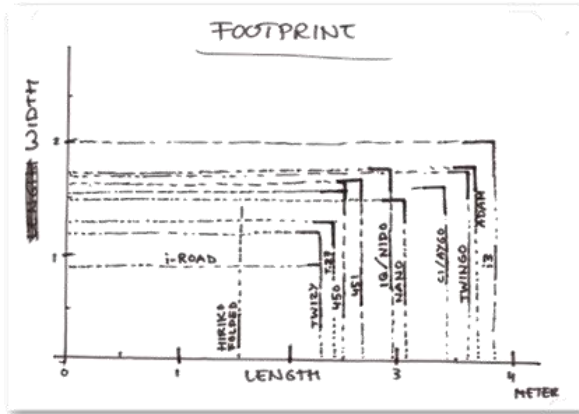 FOOTPRINT
WIDTH
LENGTH
2
1
i-ROAD
HIRIKO
FOLDED
TWIZY
T.27
450
451
IQ/NIDO
NANO
C1/AYGO
TWINGO
ADAM
i3
0
1
LENGTH
3
4
METER